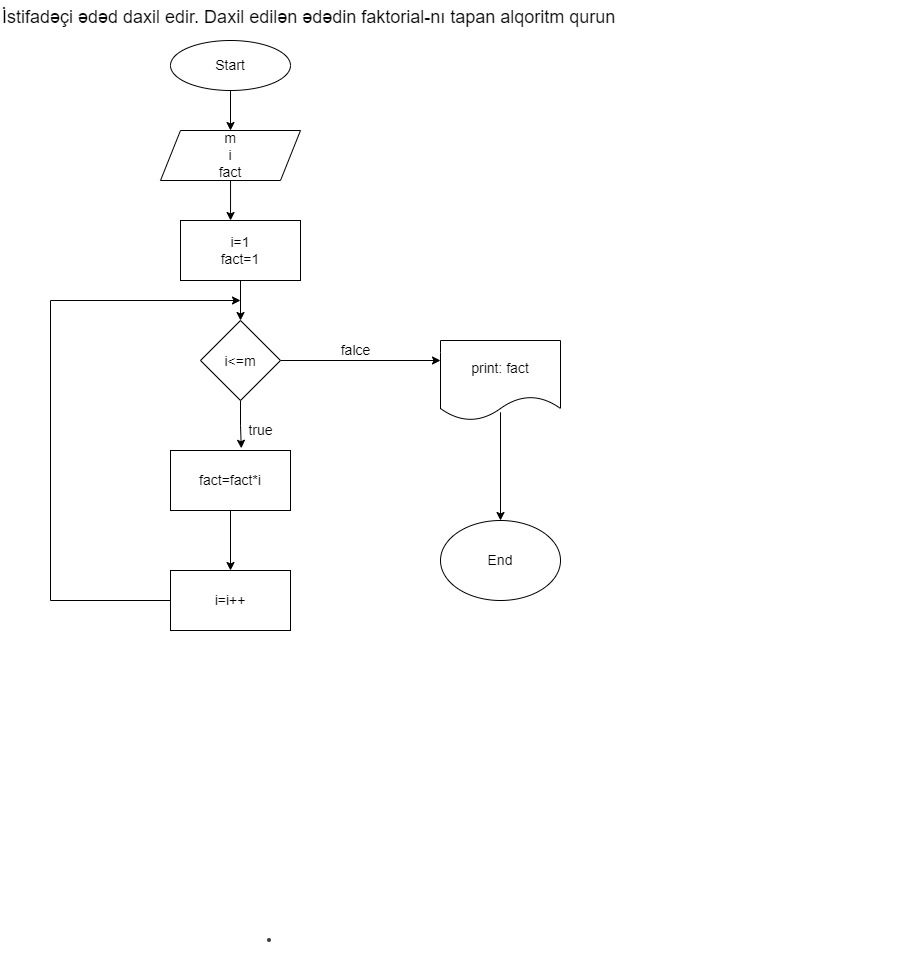 İstifadəçi ədəd daxil edir. Daxil edilən ədədin faktorial-nı tapan alqoritm qurun
Start
m
i
fact
i=1
fact=1
i<=m
falce
print: fact
true
fact=fact*i
End
i=i++